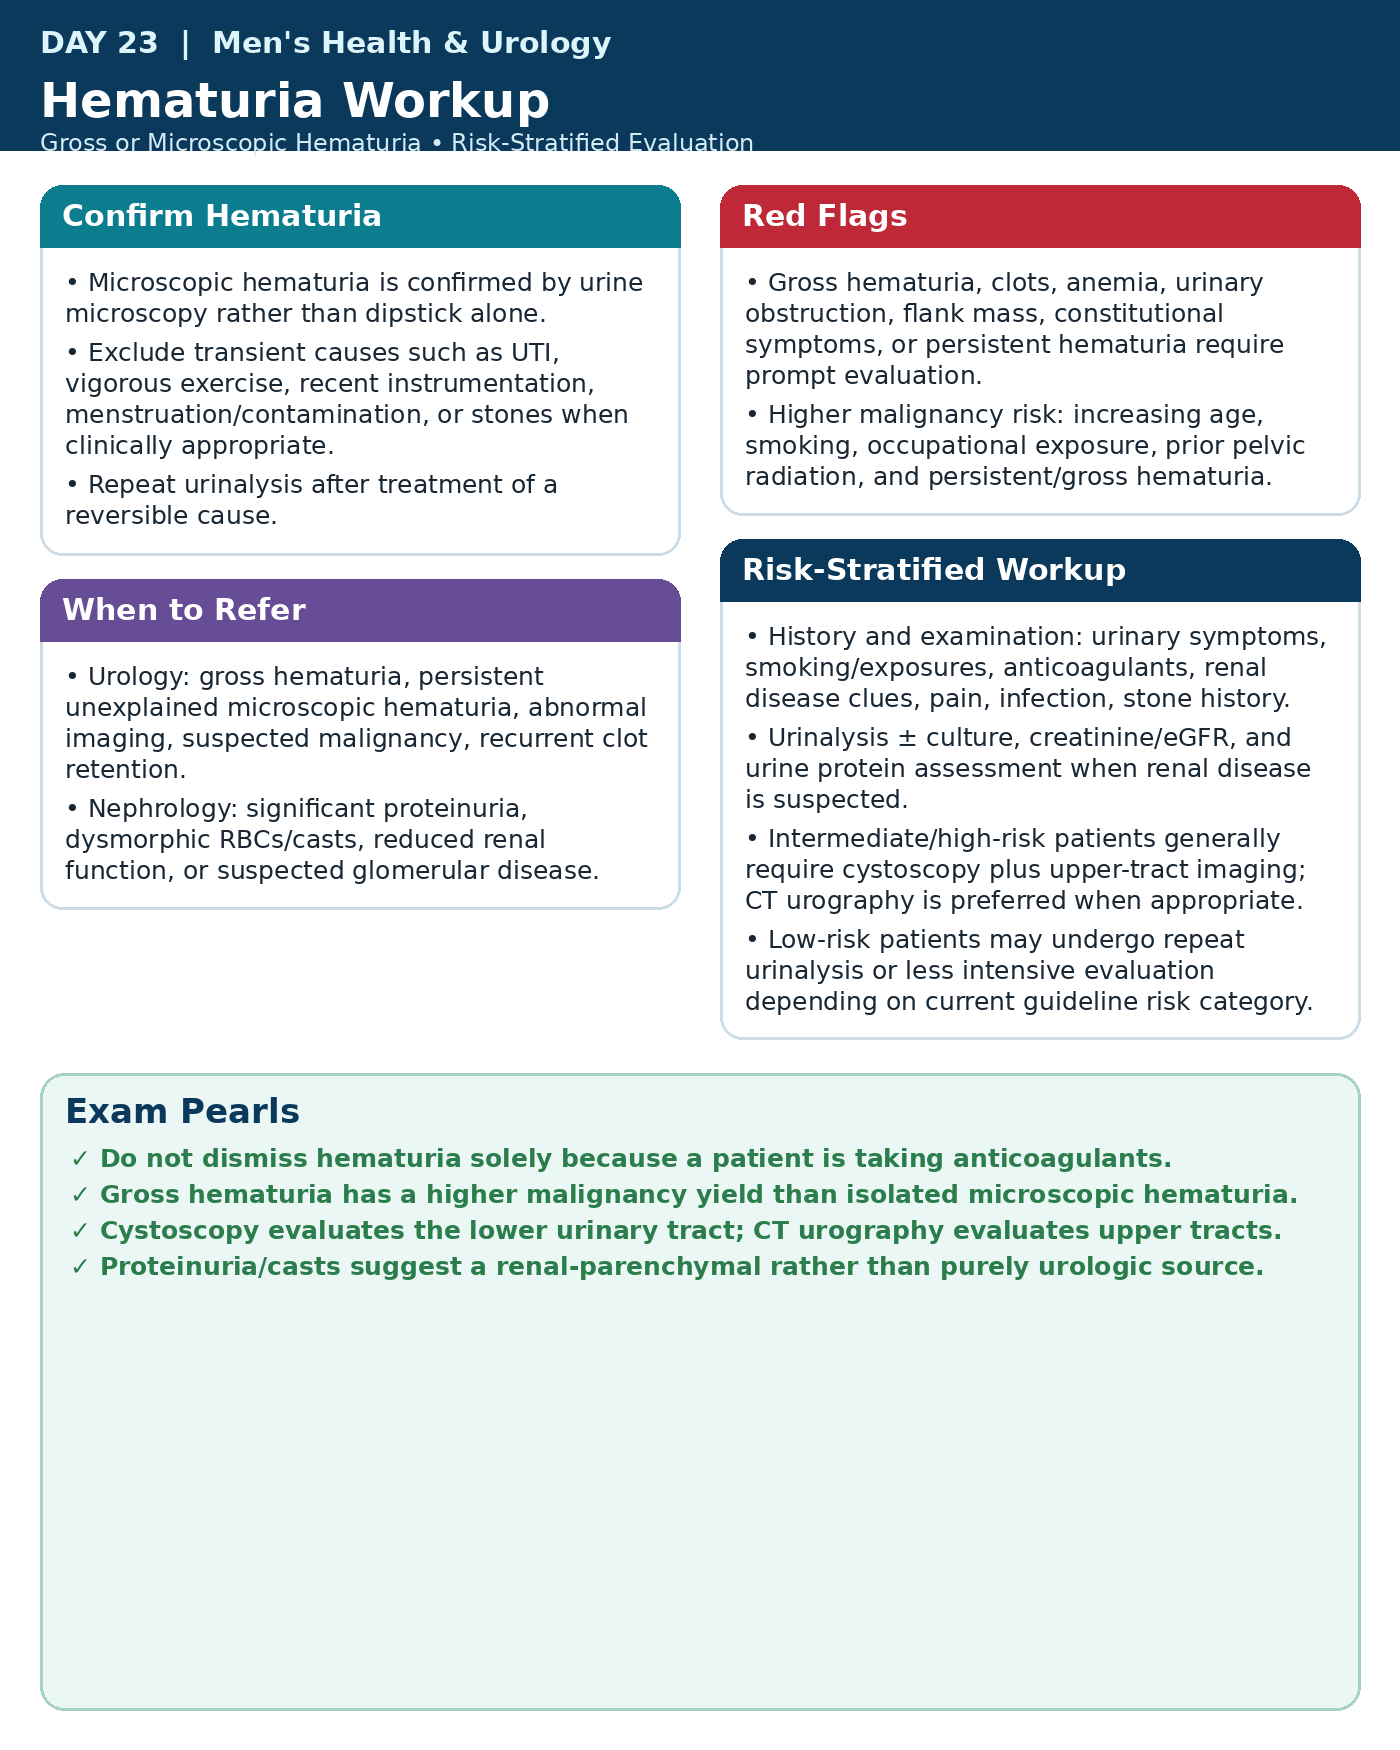 DAY 23 | Men's Health & Urology
Hematuria Workup
Gross or Microscopic Hematuria • Risk-Stratified Evaluation
Confirm Hematuria
• Microscopic hematuria is confirmed by urine
microscopy rather than dipstick alone.
• Exclude transient causes such as UTI,
vigorous exercise, recent instrumentation,
menstruation/contamination, or stones when
clinically appropriate.
• Repeat urinalysis after treatment of a
reversible cause.
When to Refer
• Urology: gross hematuria, persistent
unexplained microscopic hematuria, abnormal
imaging, suspected malignancy, recurrent clot
retention.
• Nephrology: significant proteinuria,
dysmorphic RBCs/casts, reduced renal
function, or suspected glomerular disease.
Red Flags
• Gross hematuria, clots, anemia, urinary
obstruction, flank mass, constitutional
symptoms, or persistent hematuria require
prompt evaluation.
• Higher malignancy risk: increasing age,
smoking, occupational exposure, prior pelvic
radiation, and persistent/gross hematuria.
Risk-Stratified Workup
• History and examination: urinary symptoms,
smoking/exposures, anticoagulants, renal
disease clues, pain, infection, stone history.
• Urinalysis ± culture, creatinine/eGFR, and
urine protein assessment when renal disease
is suspected.
• Intermediate/high-risk patients generally
require cystoscopy plus upper-tract imaging;
CT urography is preferred when appropriate.
• Low-risk patients may undergo repeat
urinalysis or less intensive evaluation
depending on current guideline risk category.
Exam Pearls
✓ Do not dismiss hematuria solely because a patient is taking anticoagulants.
✓ Gross hematuria has a higher malignancy yield than isolated microscopic hematuria.
✓ Cystoscopy evaluates the lower urinary tract; CT urography evaluates upper tracts.
✓ Proteinuria/casts suggest a renal-parenchymal rather than purely urologic source.